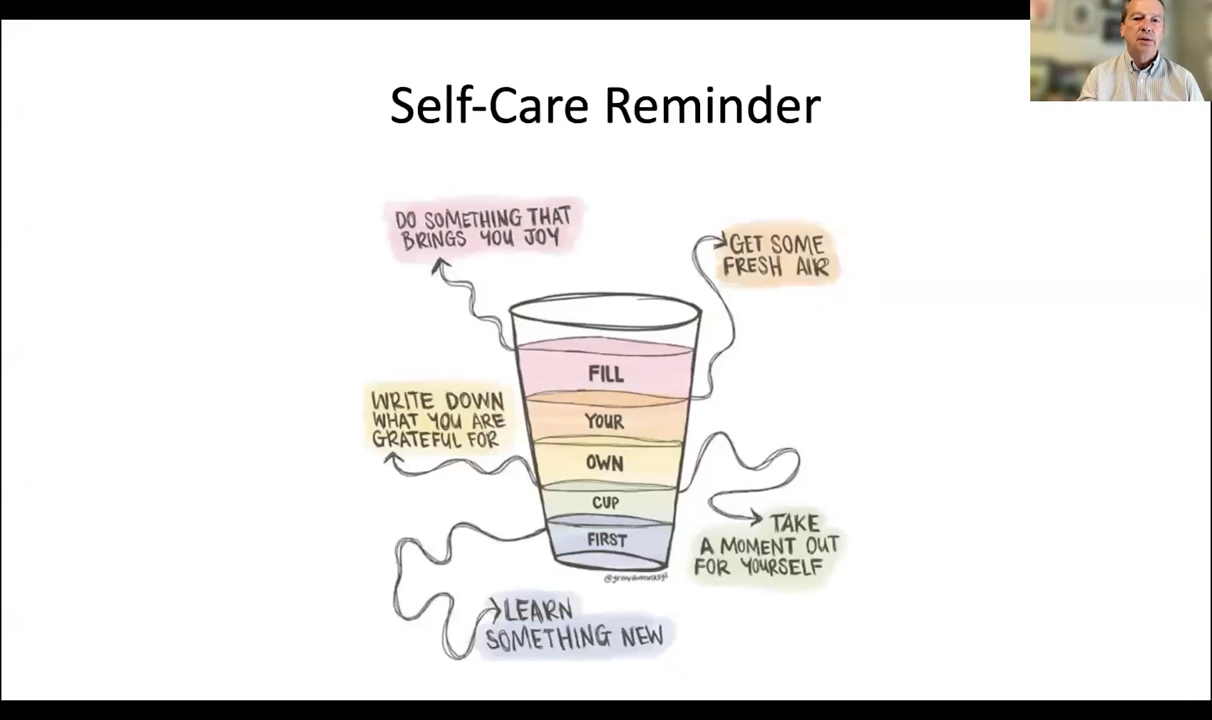 Self-Care Reminder
DO SOMETHING THAT
BRINGS YOU JOY
GET SOME
FRESH AIR
FILL
YOUR
OWN
CUP
FIRST
WRITE DOWN
WHAT YOU ARE
GRATEFUL FOR
TAKE
A MOMENT OUT
FOR YOURSELF
LEARN
SOMETHING NEW